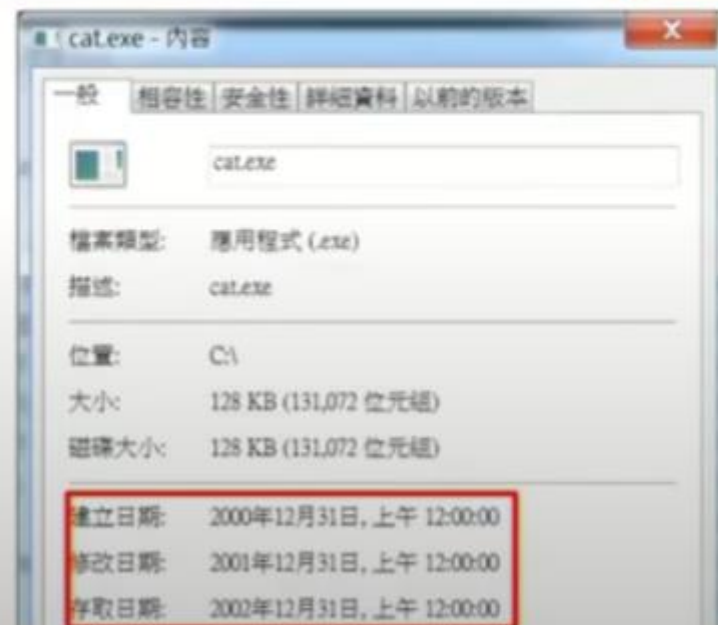 cat.exe - 內容
一般 相容性 安全性 詳細資料 以前的版本
cat.exe
檔案類型: 應用程式 (.exe)
描述: cat.exe
位置: C:\
大小: 128 KB (131,072 位元組)
磁碟大小: 128 KB (131,072 位元組)
建立日期: 2000年12月31日, 上午 12:00:00
修改日期: 2001年12月31日, 上午 12:00:00
存取日期: 2002年12月31日, 上午 12:00:00